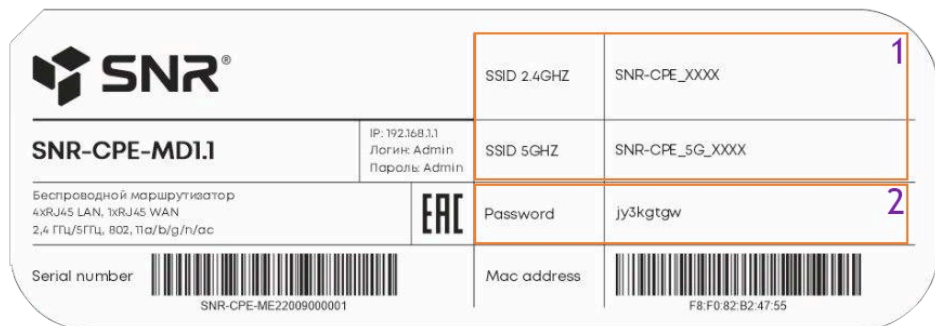 SNR®
SNR-CPE-MD1.1
IP: 192.168.1.1
Логин: Admin
Пароль: Admin
Беспроводной маршрутизатор
4xRJ45 LAN, 1xRJ45 WAN
2,4 ГГц/5ГГц, 802, 11a/b/g/n/ac
EAC
Serial number
SNR-CPE-ME22009000001
1
SSID 2.4GHZ
SNR-CPE_XXXX
SSID 5GHZ
SNR-CPE_5G_XXXX
2
Password
jy3kgtgw
Mac address
F8:F0:82:B2:47:55